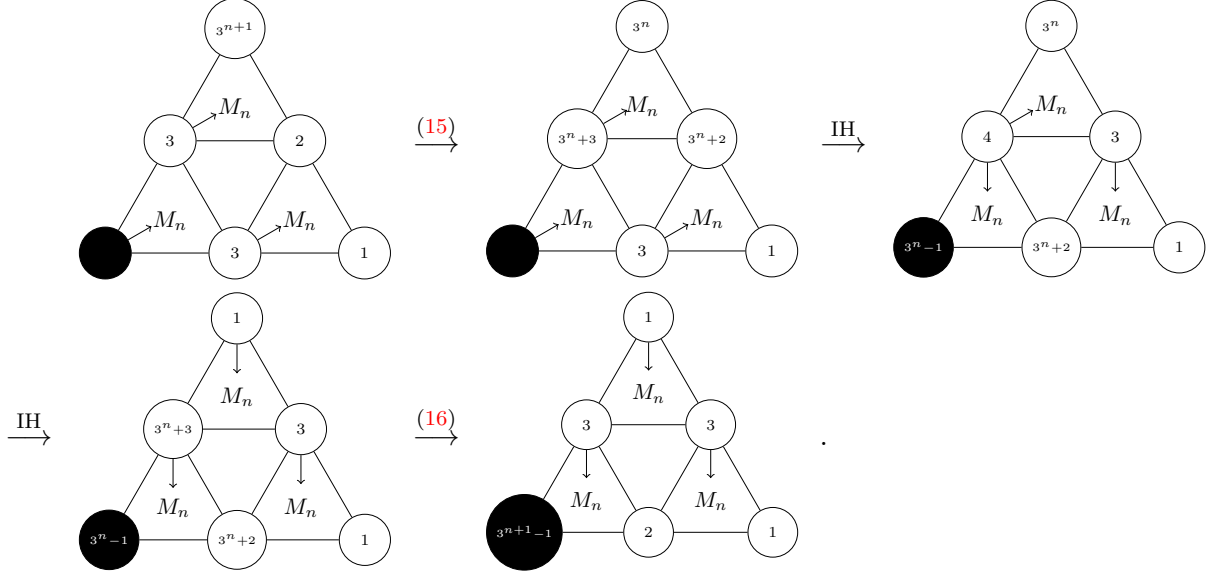 3^{n+1} 3^n 3^n
M_n M_n M_n
3 2 (15) 3^n+3 3^n+2 IH 4 3
M_n M_n M_n M_n M_n M_n
3 1 3 1 3^n−1 3^n+2 1
1 1
M_n M_n
IH 3^n+3 3 (16) 3 3 .
M_n M_n M_n M_n
3^n−1 3^n+2 1 3^{n+1}−1 2 1